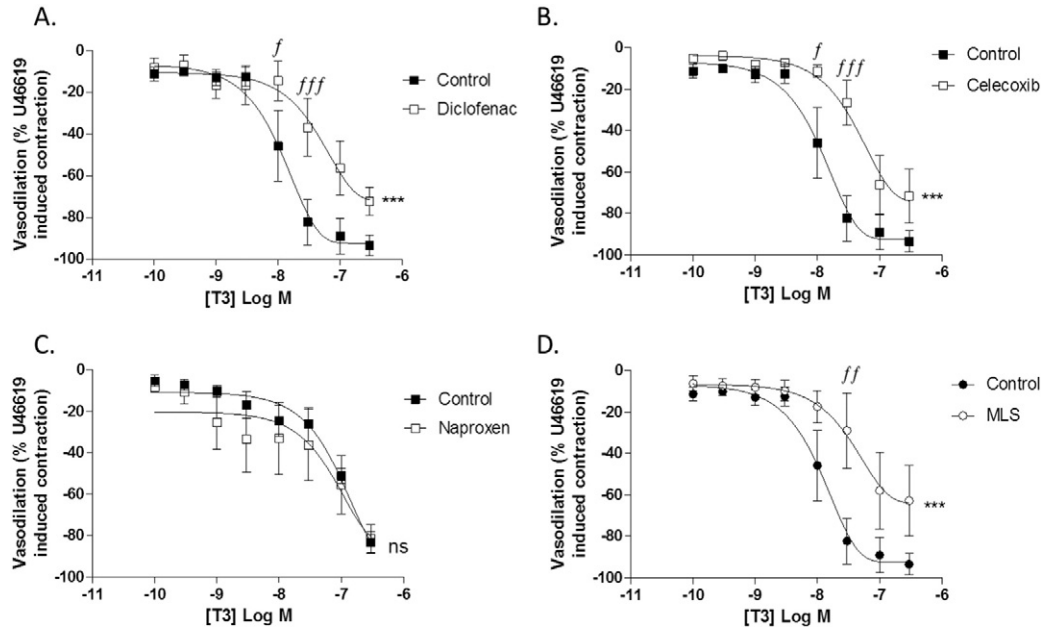 A.
Vasodilation (% U46619
induced contraction)
0
-20
-40
-60
-80
-100
-11
-10
-9
-8
-7
-6
[T3] Log M
f
fff
***
Control
Diclofenac
B.
Vasodilation (% U46619
induced contraction)
0
-20
-40
-60
-80
-100
-11
-10
-9
-8
-7
-6
[T3] Log M
f
fff
***
Control
Celecoxib
C.
Vasodilation (% U46619
induced contraction)
0
-20
-40
-60
-80
-100
-11
-10
-9
-8
-7
-6
[T3] Log M
ns
Control
Naproxen
D.
Vasodilation (% U46619
induced contraction)
0
-20
-40
-60
-80
-100
-11
-10
-9
-8
-7
-6
[T3] Log M
ff
***
Control
MLS